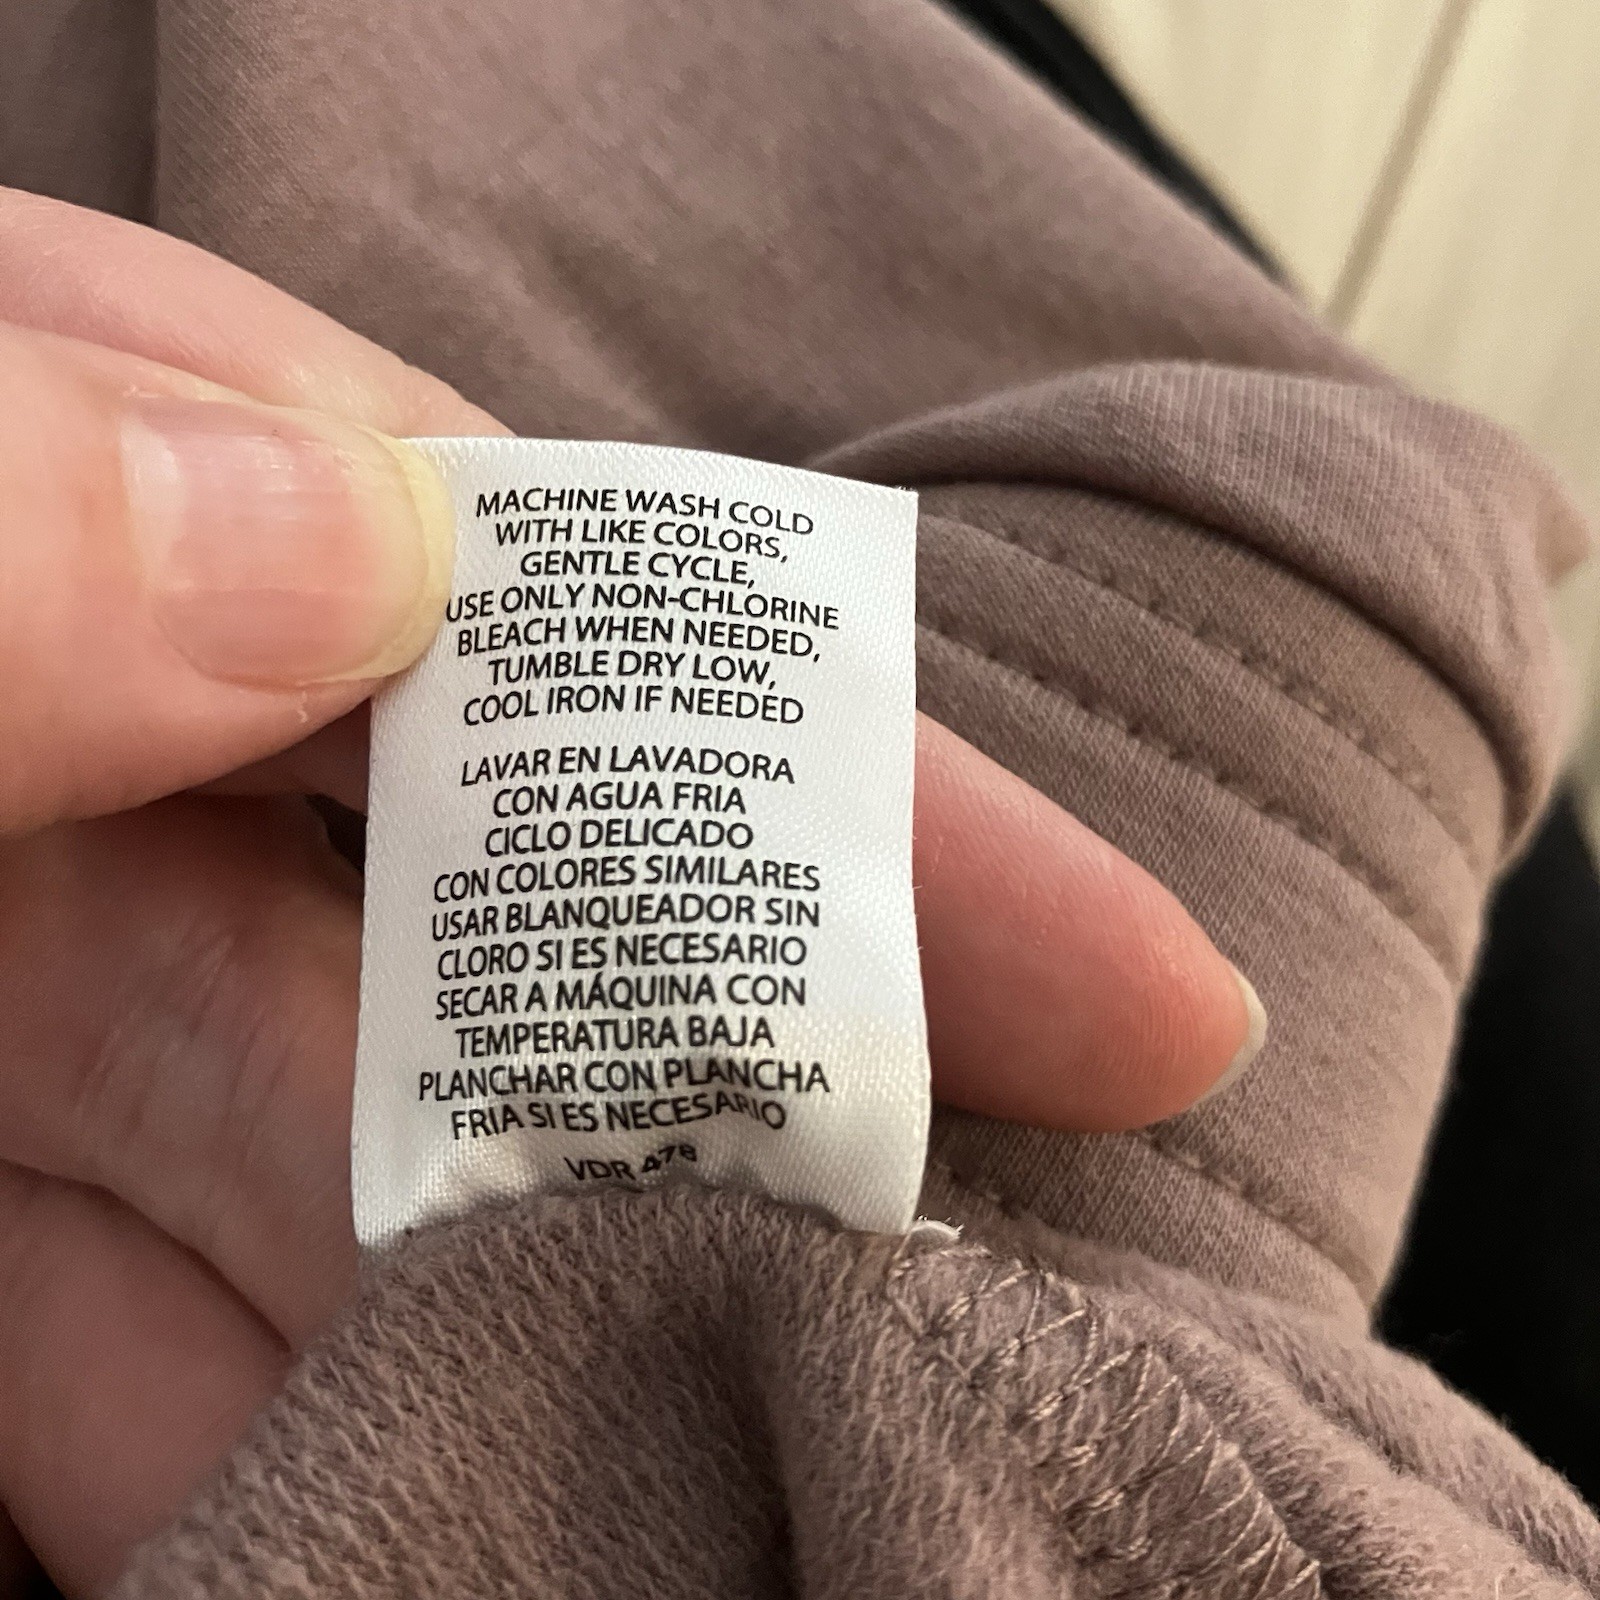 MACHINE WASH COLD
WITH LIKE COLORS,
GENTLE CYCLE,
USE ONLY NON-CHLORINE
BLEACH WHEN NEEDED,
TUMBLE DRY LOW,
COOL IRON IF NEEDED
LAVAR EN LAVADORA
CON AGUA FRIA
CICLO DELICADO
CON COLORES SIMILARES
USAR BLANQUEADOR SIN
CLORO SI ES NECESARIO
SECAR A MÁQUINA CON
TEMPERATURA BAJA
PLANCHAR CON PLANCHA
FRIA SI ES NECESARIO
VDR 478